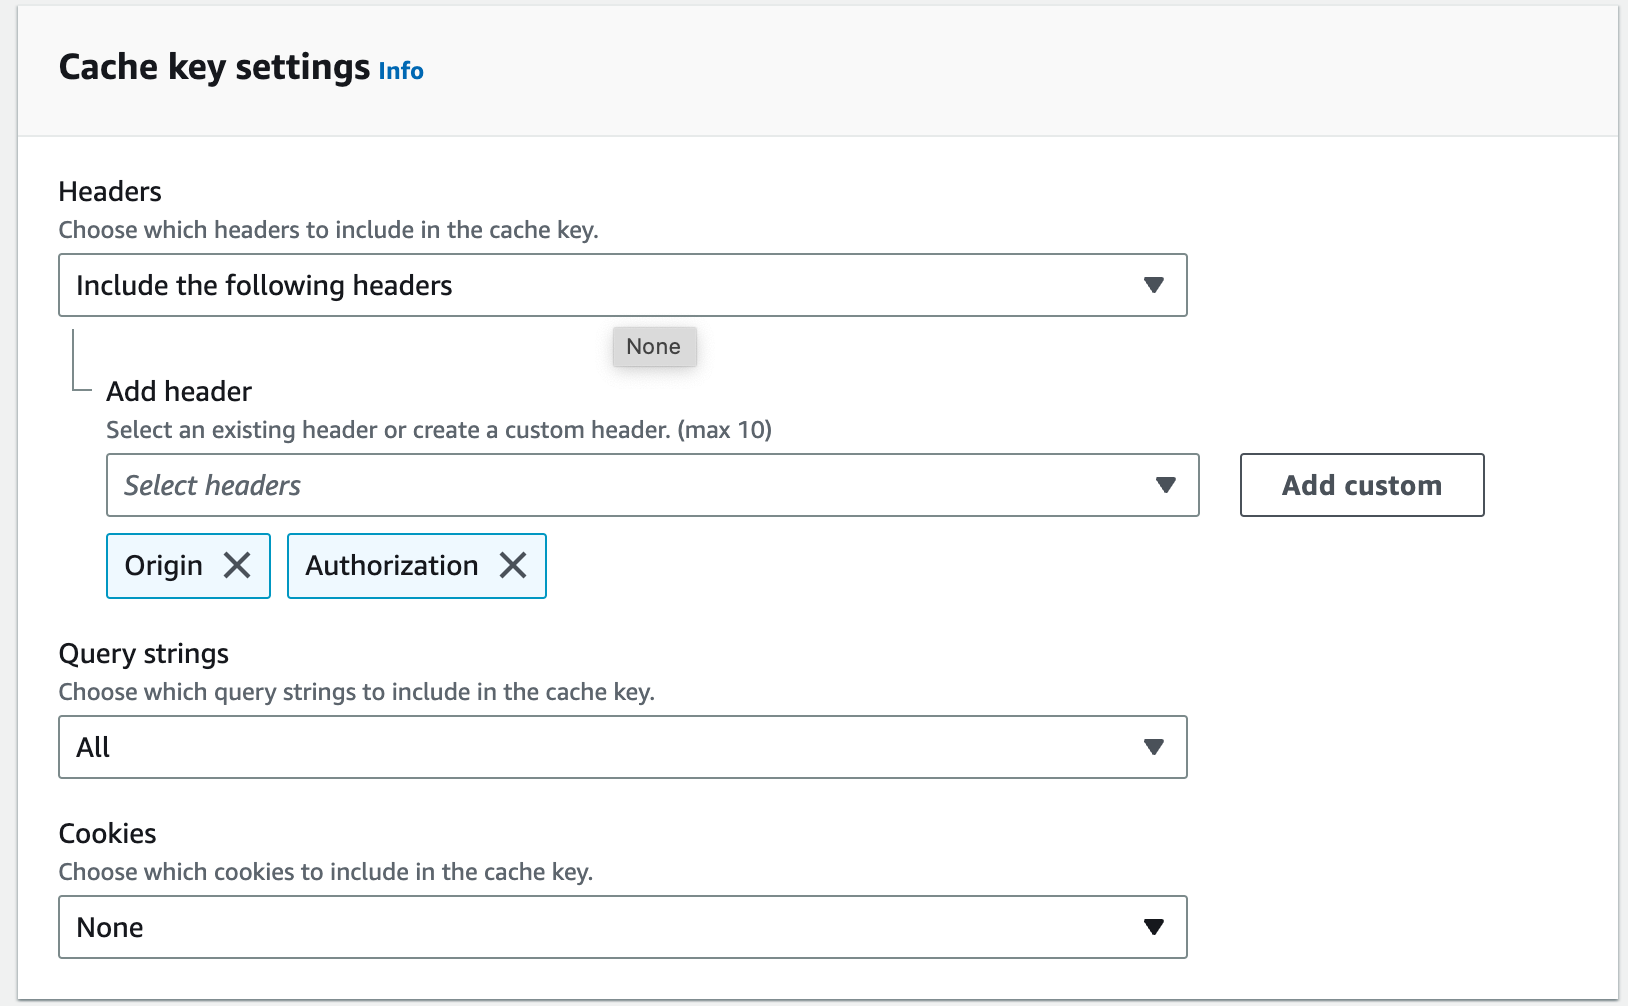 Cache key settings Info
Headers
Choose which headers to include in the cache key.
Include the following headers
None
Add header
Select an existing header or create a custom header. (max 10)
Select headers
Add custom
Origin
Authorization
Query strings
Choose which query strings to include in the cache key.
All
Cookies
Choose which cookies to include in the cache key.
None